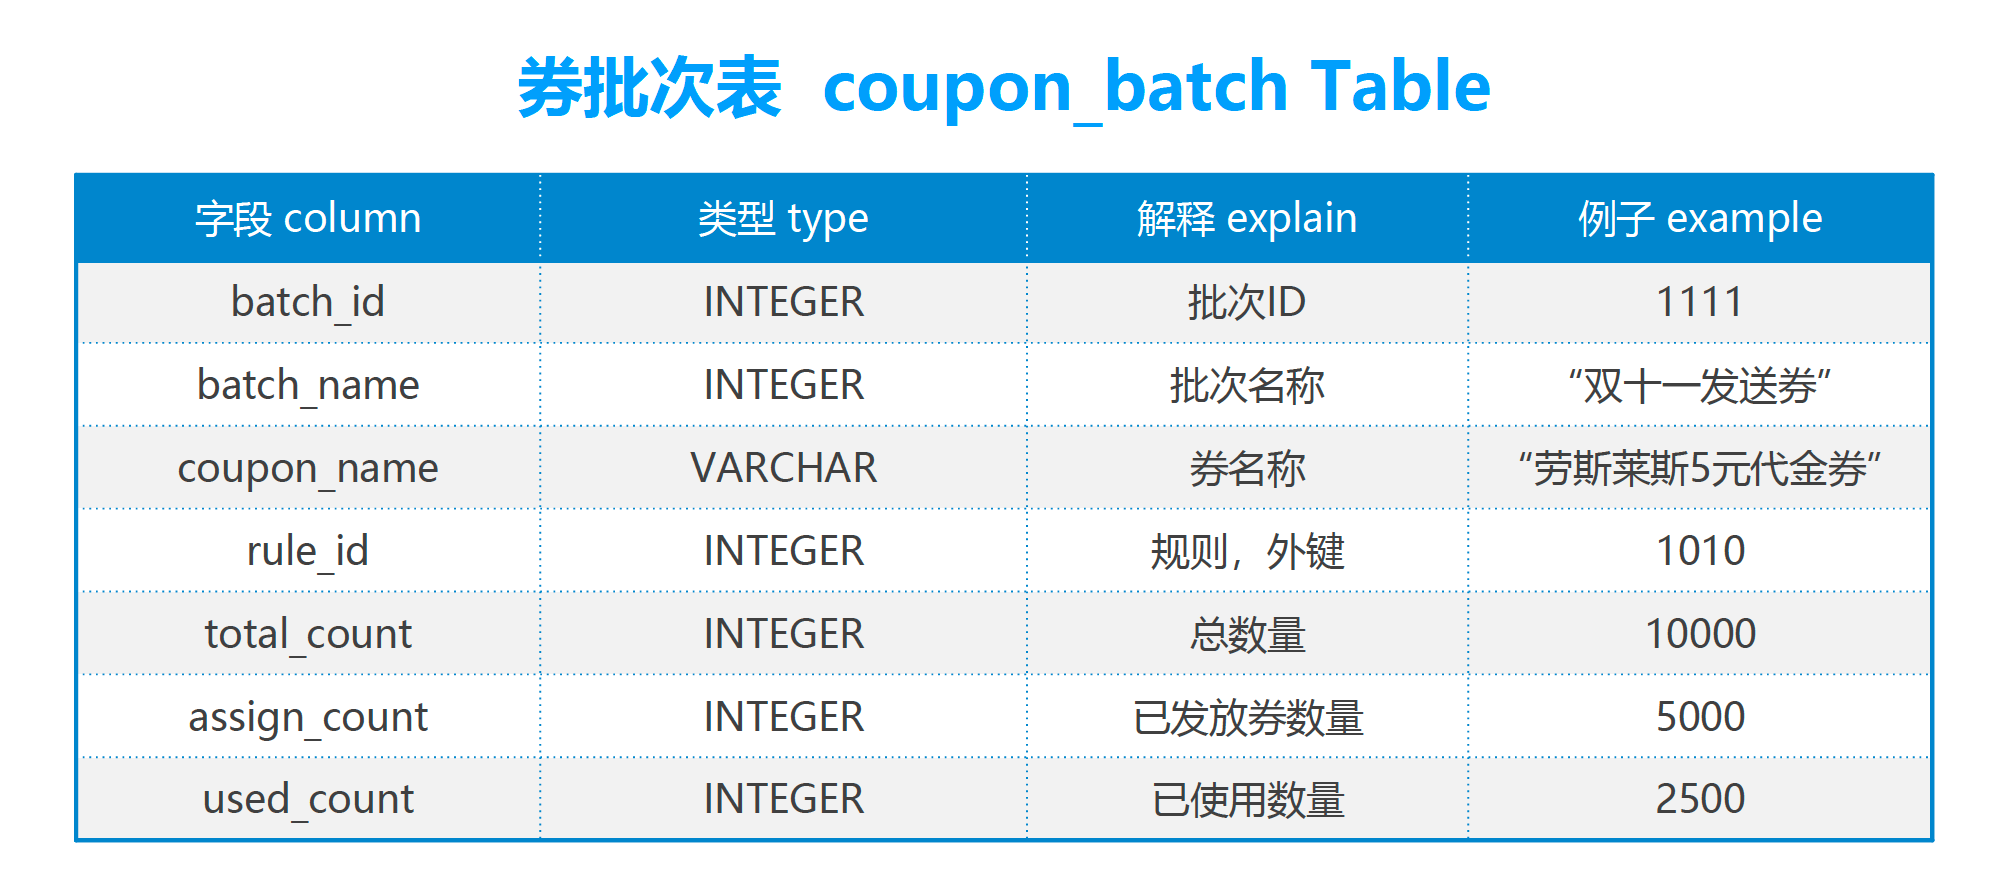 券批次表 coupon_batch Table
字段 column 类型 type 解释 explain 例子 example
batch_id INTEGER 批次ID 1111
batch_name INTEGER 批次名称 “双十一发送券”
coupon_name VARCHAR 券名称 “劳斯莱斯5元代金券”
rule_id INTEGER 规则，外键 1010
total_count INTEGER 总数量 10000
assign_count INTEGER 已发放券数量 5000
used_count INTEGER 已使用数量 2500